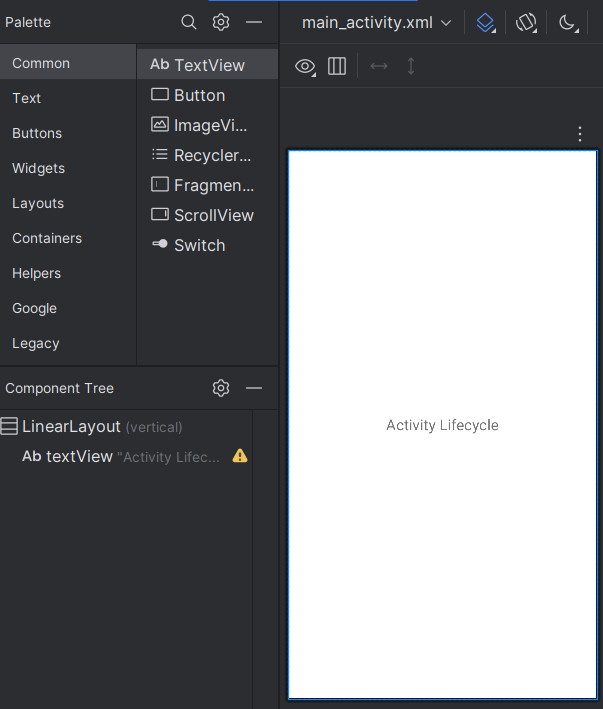 Palette
Common
Text
Buttons
Widgets
Layouts
Containers
Helpers
Google
Legacy
Ab TextView
Button
ImageVi...
Recycler...
Fragmen...
ScrollView
Switch
Component Tree
LinearLayout (vertical)
Ab textView "Activity Lifec...
main_activity.xml
Activity Lifecycle